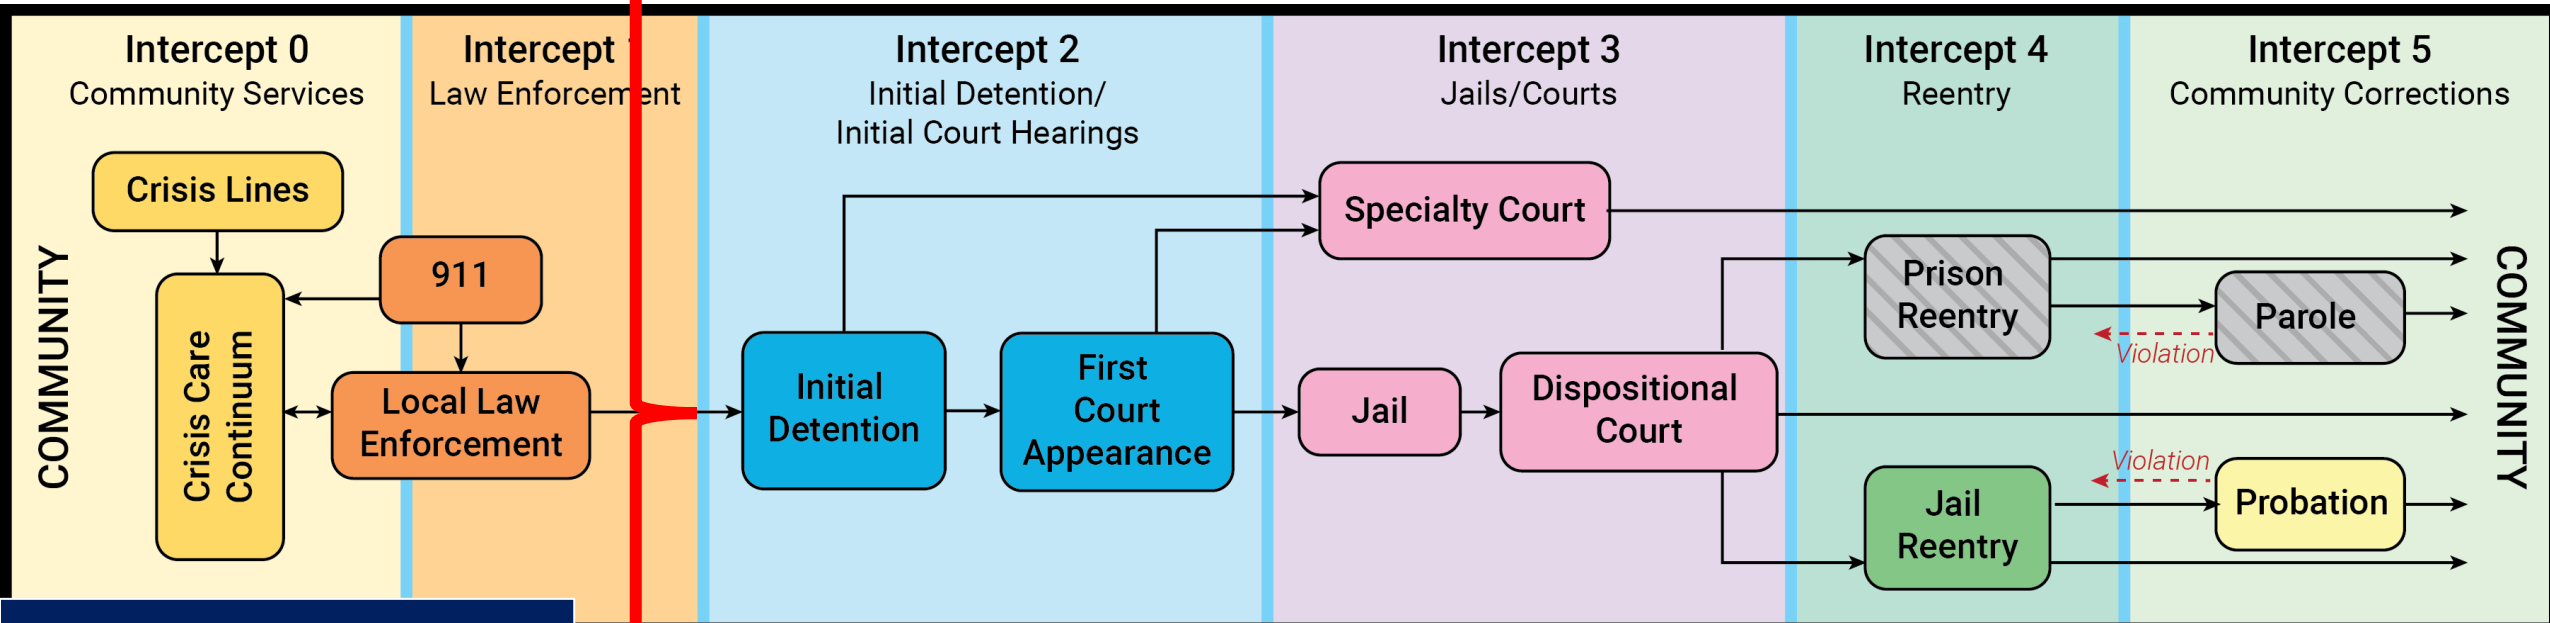 Intercept 0
Community Services
Intercept
Law Enforcement
Intercept 2
Initial Detention/
Initial Court Hearings
Intercept 3
Jails/Courts
Intercept 4
Reentry
Intercept 5
Community Corrections
COMMUNITY
Crisis Lines
Crisis Care
Continuum
911
Local Law
Enforcement
Initial
Detention
First
Court
Appearance
Specialty Court
Jail
Dispositional
Court
Prison
Reentry
Parole
Violation
Jail
Reentry
Violation
Probation
COMMUNITY